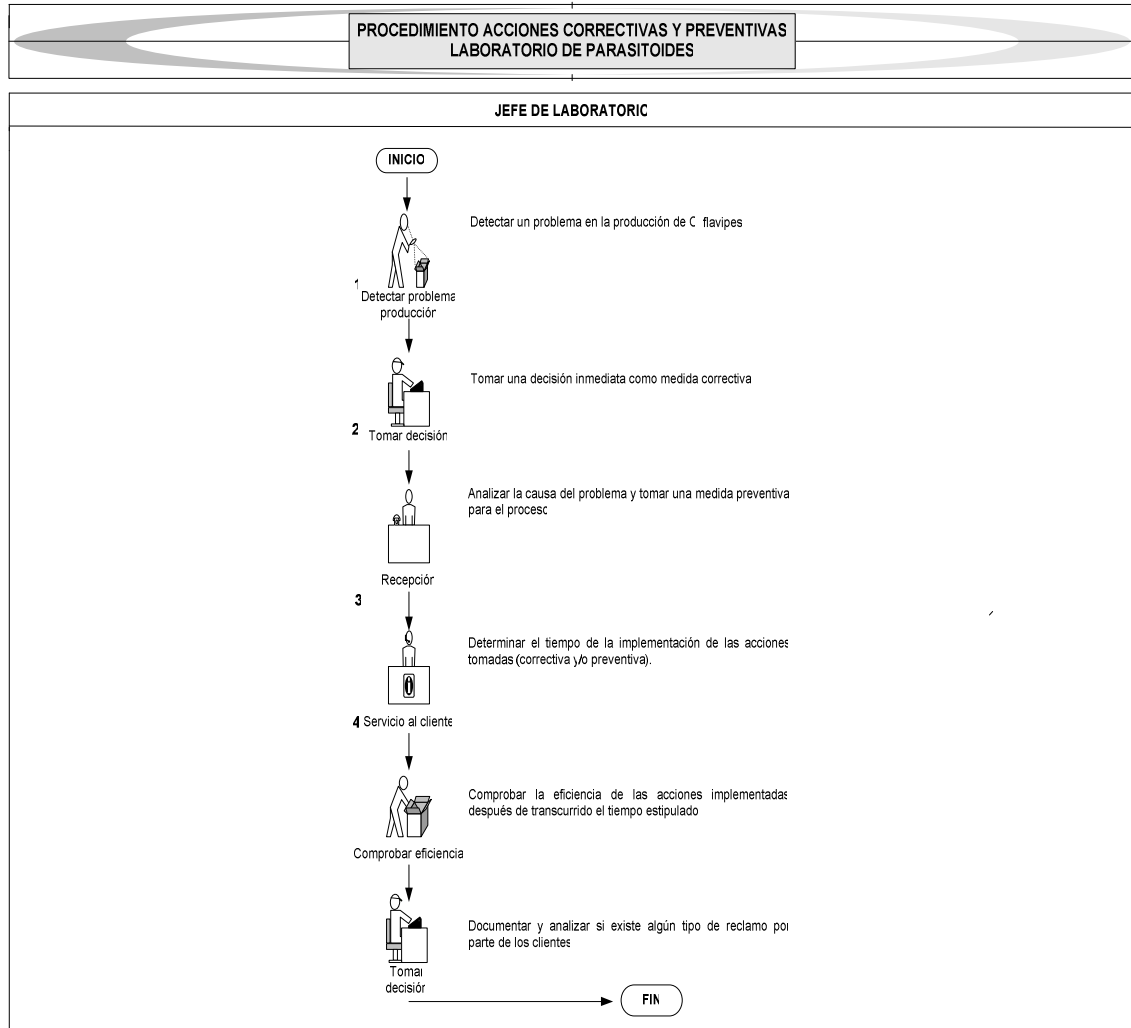 PROCEDIMIENTO ACCIONES CORRECTIVAS Y PREVENTIVAS
LABORATORIO DE PARASITOIDES
JEFE DE LABORATORIO
INICIO
Detectar un problema en la producción de C flavipes
1
Detectar problema
producción
Tomar una decisión inmediata como medida correctiva
2 Tomar decisión
Analizar la causa del problema y tomar una medida preventiva
para el proceso
Recepción
3
Determinar el tiempo de la implementación de las acciones
tomadas (correctiva y/o preventiva).
4 Servicio al cliente
Comprobar la eficiencia de las acciones implementadas
después de transcurrido el tiempo estipulado
Comprobar eficiencia
Documentar y analizar si existe algún tipo de reclamo por
parte de los clientes
Tomar
decisión
FIN